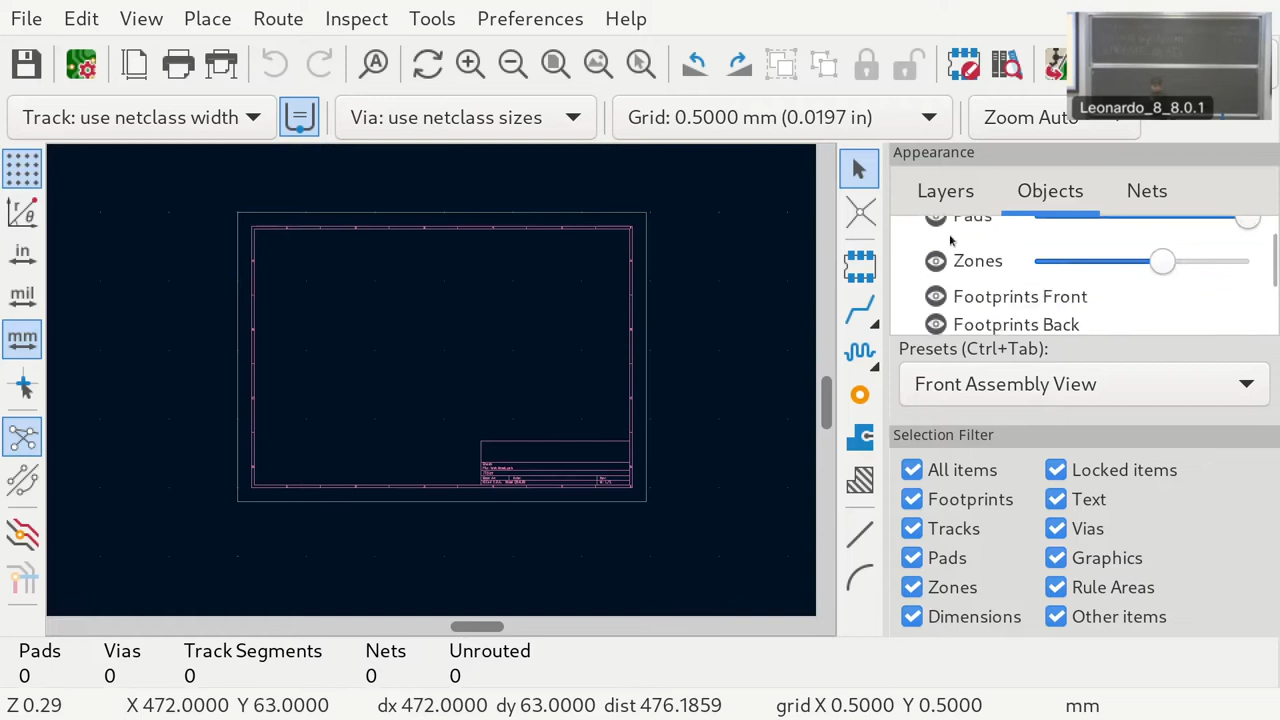 File Edit View Place Route Inspect Tools Preferences Help
Leonardo_8_8.0.1
Track: use netclass width
Via: use netclass sizes
Grid: 0.5000 mm (0.0197 in)
Zoom Auto
Appearance
Layers Objects Nets
Pads
Zones
Footprints Front
Footprints Back
Presets (Ctrl+Tab):
Front Assembly View
Selection Filter
All items Locked items
Footprints Text
Tracks Vias
Pads Graphics
Zones Rule Areas
Dimensions Other items
in
mil
mm
Pads Vias Track Segments Nets Unrouted
0 0 0 0 0
Z 0.29 X 472.0000 Y 63.0000 dx 472.0000 dy 63.0000 dist 476.1859 grid X 0.5000 Y 0.5000 mm